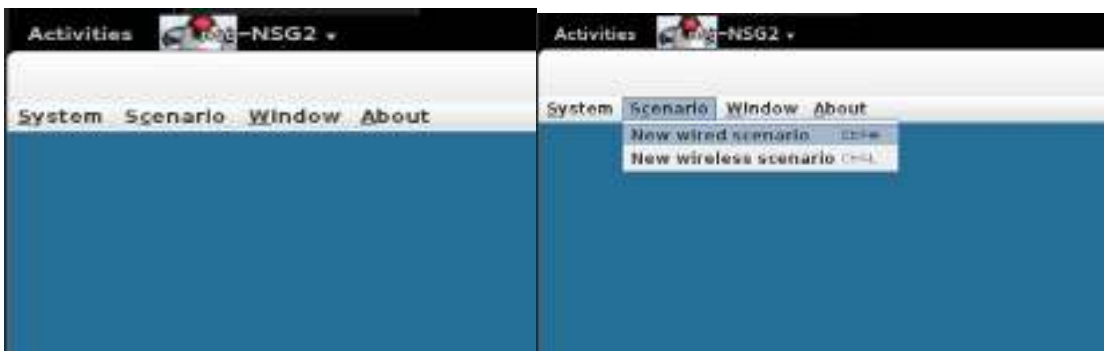 Activities -NSG2
System Scenario Window About
Activities -NSG2
System Scenario Window About
New wired scenario
New wireless scenario